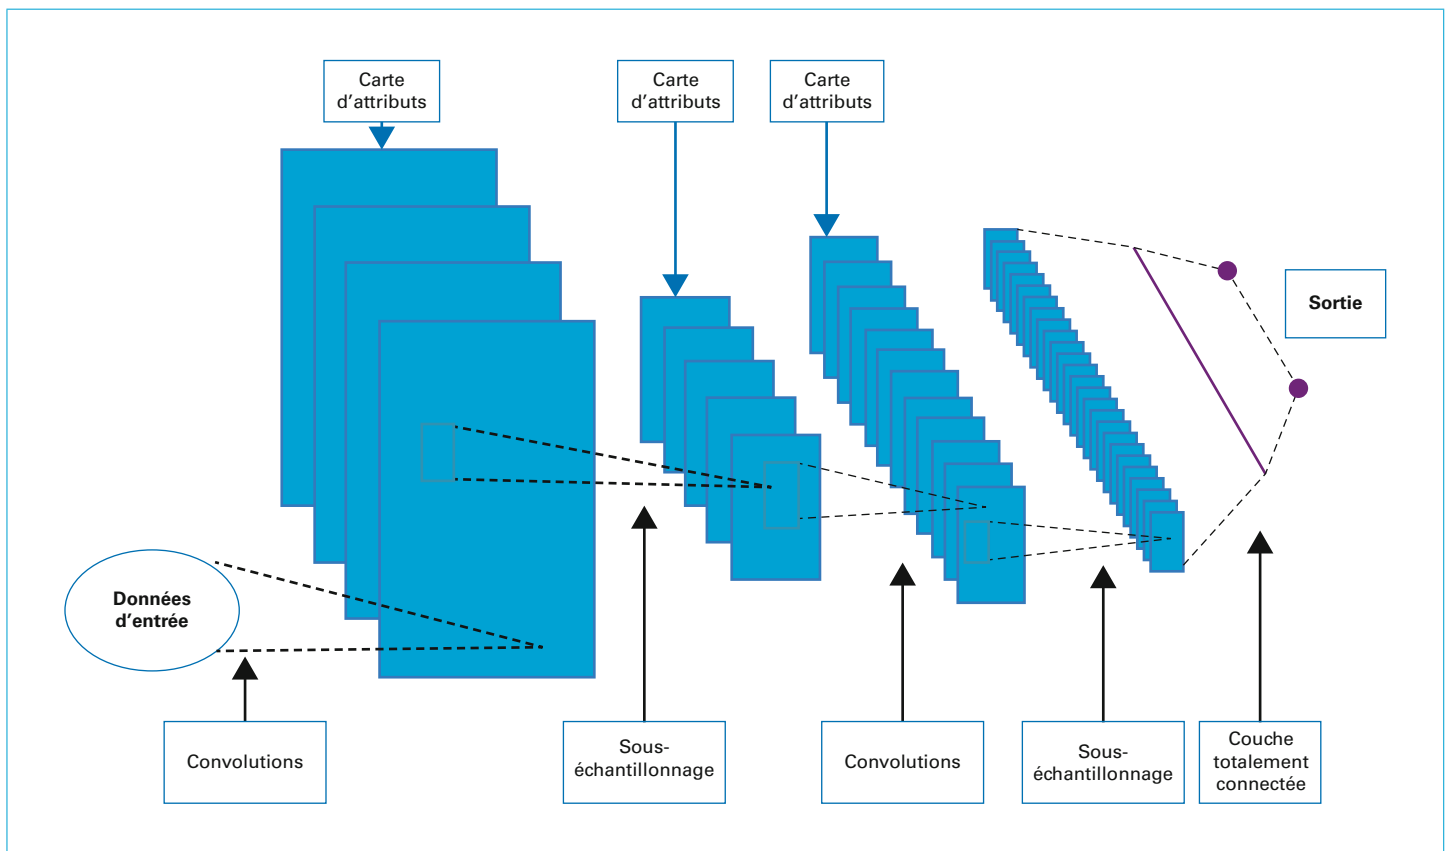 Carte
d'attributs
Carte
d'attributs
Carte
d'attributs
Sortie
Données
d'entrée
Convolutions
Sous-
échantillonnage
Convolutions
Sous-
échantillonnage
Couche
totalement
connectée